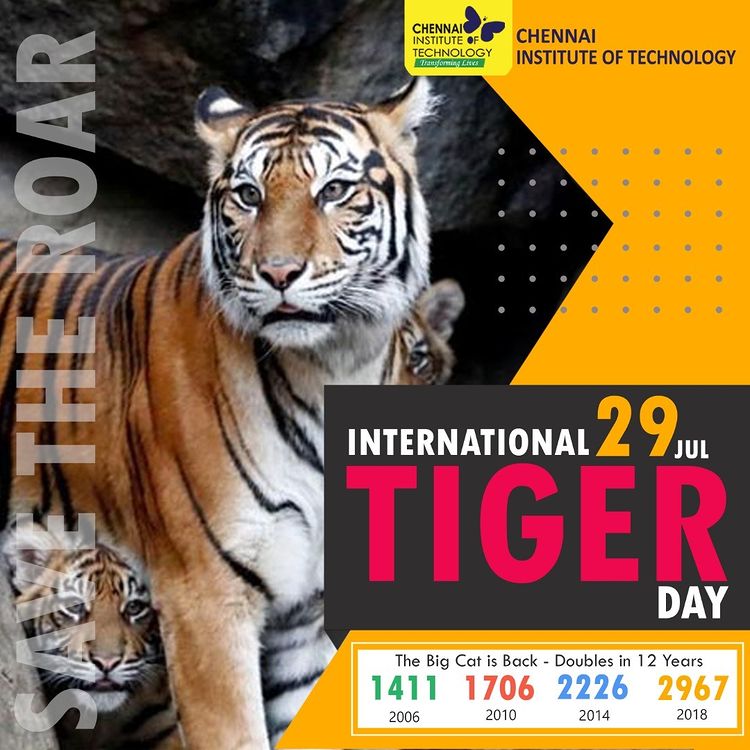 CHENNAI
INSTITUTE OF
TECHNOLOGY
Transforming Lives
CHENNAI
INSTITUTE OF TECHNOLOGY
SAVE THE ROAR
INTERNATIONAL 29 JUL
TIGER
DAY
The Big Cat is Back - Doubles in 12 Years
1411 1706 2226 2967
2006 2010 2014 2018